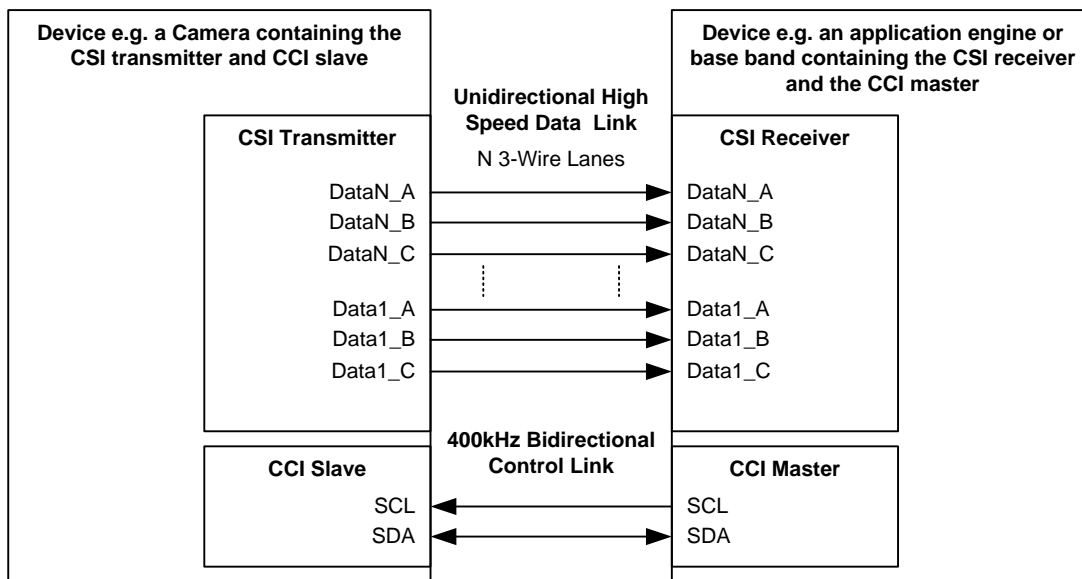 Device e.g. a Camera containing the
CSI transmitter and CCI slave
Device e.g. an application engine or
base band containing the CSI receiver
and the CCI master
Unidirectional High
Speed Data Link
N 3-Wire Lanes
CSI Transmitter
DataN_A
DataN_B
DataN_C
Data1_A
Data1_B
Data1_C
CSI Receiver
DataN_A
DataN_B
DataN_C
Data1_A
Data1_B
Data1_C
400kHz Bidirectional
Control Link
CCI Slave
SCL
SDA
CCI Master
SCL
SDA